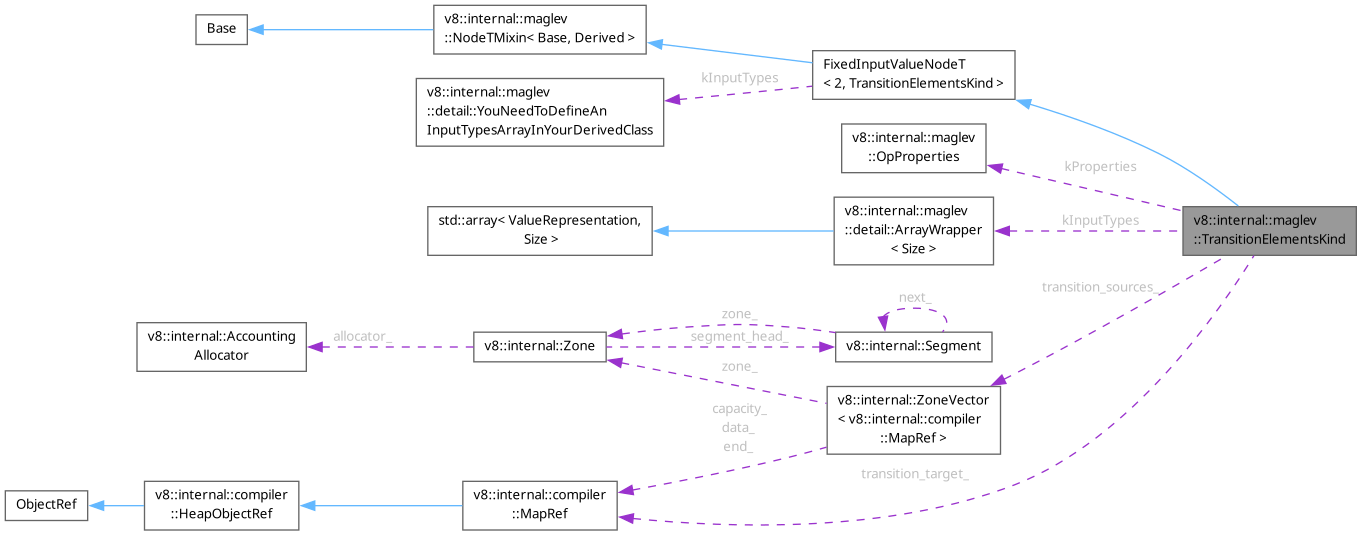 Base
v8::internal::maglev
::NodeTMixin< Base, Derived >
FixedInputValueNodeT
< 2, TransitionElementsKind >
kInputTypes
v8::internal::maglev
::detail::YouNeedToDefineAn
InputTypesArrayInYourDerivedClass
v8::internal::maglev
::OpProperties
kProperties
v8::internal::maglev
::TransitionElementsKind
kInputTypes
v8::internal::maglev
::detail::ArrayWrapper
< Size >
std::array< ValueRepresentation,
Size >
transition_sources_
next_
zone_
segment_head_
v8::internal::Segment
v8::internal::Zone
allocator_
v8::internal::Accounting
Allocator
zone_
v8::internal::ZoneVector
< v8::internal::compiler
::MapRef >
capacity_
data_
end_
transition_target_
v8::internal::compiler
::MapRef
v8::internal::compiler
::HeapObjectRef
ObjectRef